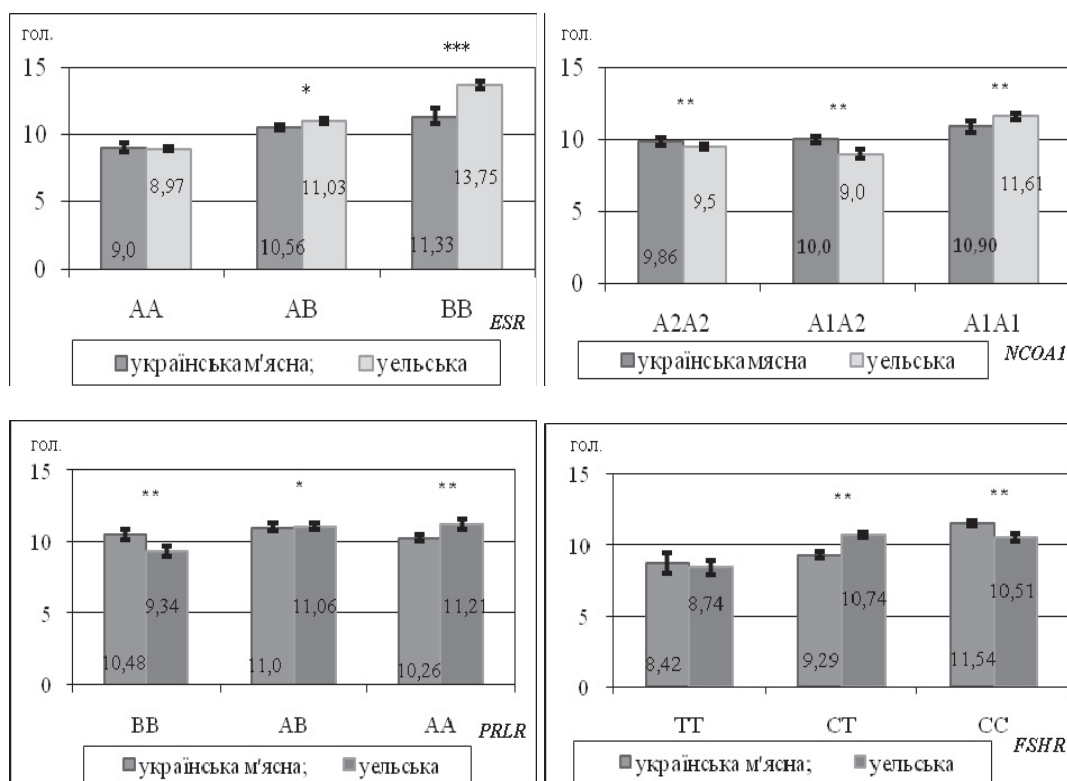 гол.
***
*
15
10
5
0
8,97
11,03
13,75
9,0
10,56
11,33
AA
AB
BB
ESR
українська м'ясна;
уельська
гол.
**
**
**
15
10
5
0
9,5
9,0
11,61
9,86
10,0
10,90
A2A2
A1A2
A1A1
NCOA1
українська мясна
уельська
гол.
**
*
**
15
10
5
0
9,34
11,06
11,21
10,48
11,0
10,26
BB
AB
AA
PRLR
українська м'ясна;
уельська
гол.
**
**
15
10
5
0
8,74
10,74
10,51
8,42
9,29
11,54
TT
CT
CC
FSHR
українська м'ясна;
уельська